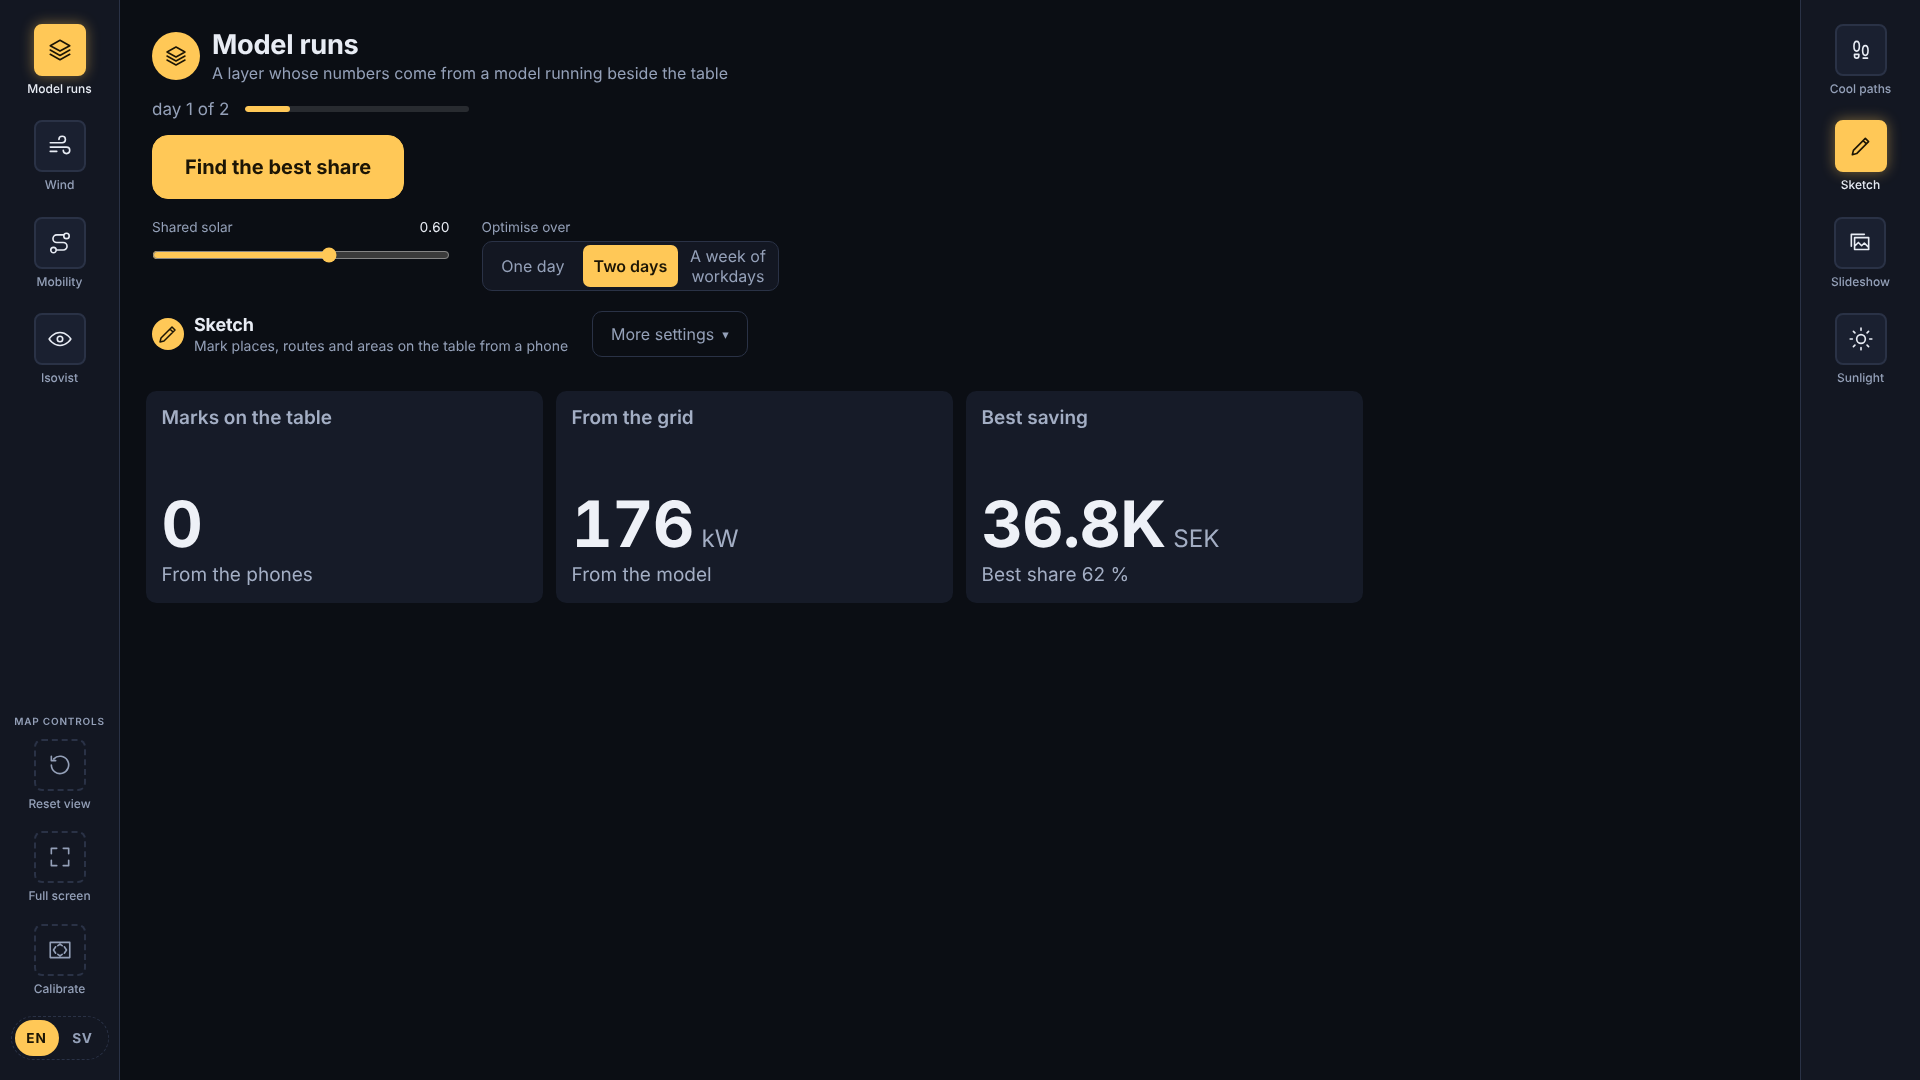 Model runs
Wind
Mobility
Isovist
MAP CONTROLS
Reset view
Full screen
Calibrate
EN SV
Model runs
A layer whose numbers come from a model running beside the table
day 1 of 2
Find the best share
Shared solar 0.60
Optimise over
One day
Two days
A week of
workdays
Sketch
Mark places, routes and areas on the table from a phone
More settings ▾
Marks on the table
0
From the phones
From the grid
176 kW
From the model
Best saving
36.8K SEK
Best share 62 %
Cool paths
Sketch
Slideshow
Sunlight